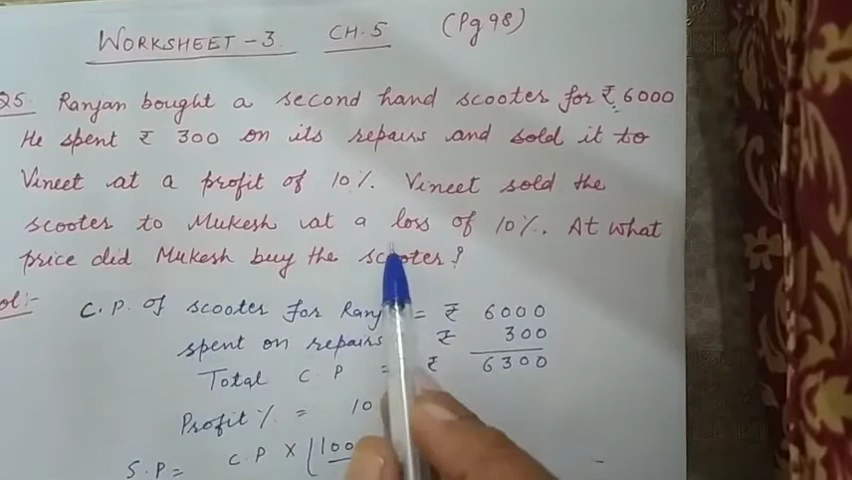 WORKSHEET-3 CH.5 (Pg 98)
Q5. Ranjan bought a second hand scooter for ₹ 6000
He spent ₹ 300 on its repairs and sold it to
Vineet at a profit of 10%. Vineet sold the
scooter to Mukesh at a loss of 10%. At what
price did Mukesh buy the scooter?
C.P. of scooter for = ₹ 6000
spent on repairs ₹ 300
Total C.P = ₹ 6300
Profit % = 10
S.P = C.P X (100